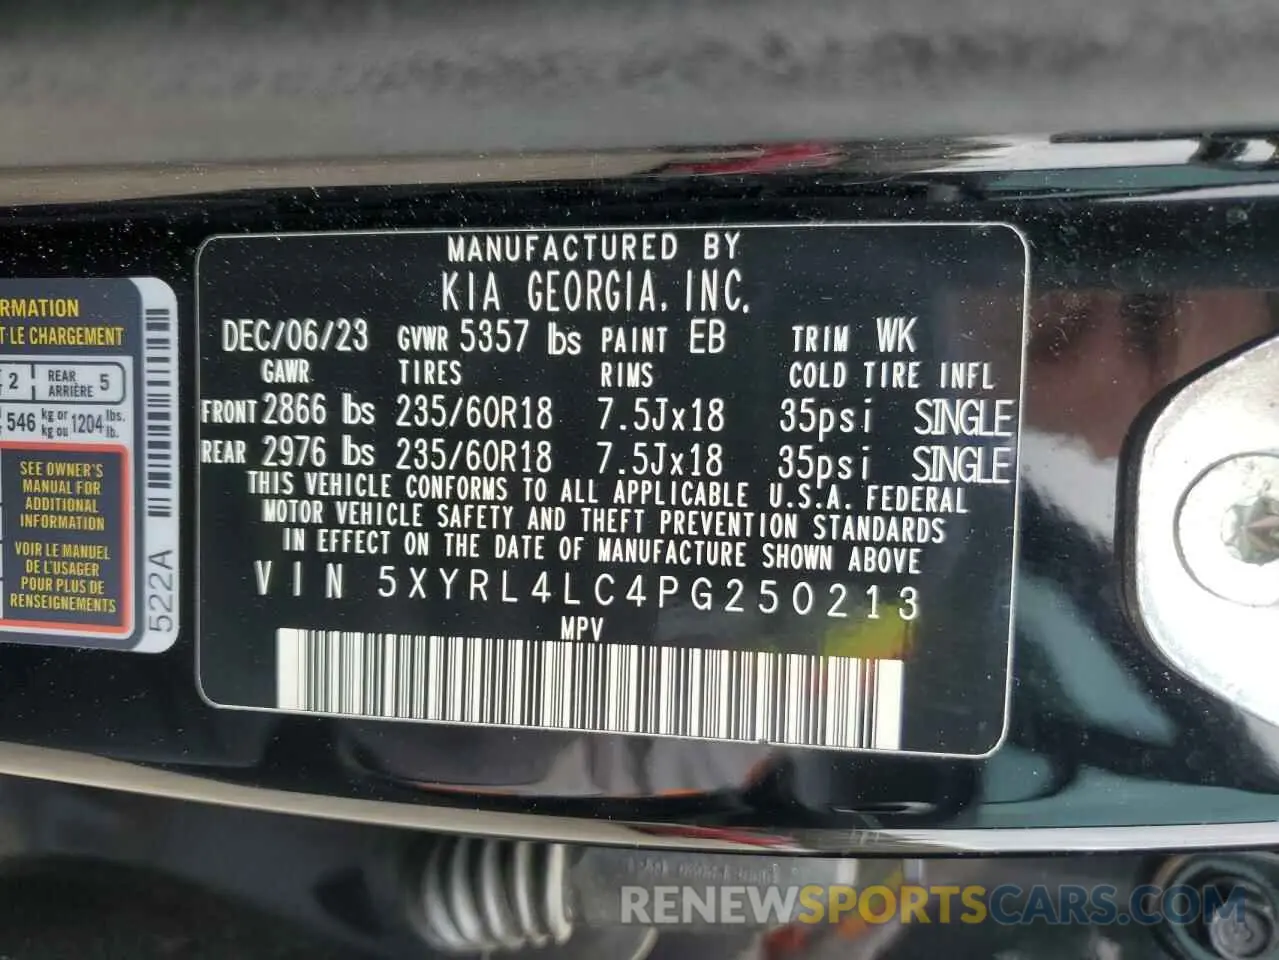 MANUFACTURED BY
KIA GEORGIA, INC.
DEC/06/23 GVWR 5357 lbs PAINT EB TRIM WK
GAWR TIRES RIMS COLD TIRE INFL
FRONT 2866 lbs 235/60R18 7.5Jx18 35psi SINGLE
REAR 2976 lbs 235/60R18 7.5Jx18 35psi SINGLE
THIS VEHICLE CONFORMS TO ALL APPLICABLE U.S.A. FEDERAL
MOTOR VEHICLE SAFETY AND THEFT PREVENTION STANDARDS
IN EFFECT ON THE DATE OF MANUFACTURE SHOWN ABOVE
VIN 5XYRL4LC4PG250213
MPV
RMATION
T LE CHARGEMENT
2 REAR ARRIÈRE 5
546 kg or kg ou 1204 lbs. lb.
SEE OWNER'S
MANUAL FOR
ADDITIONAL
INFORMATION
VOIR LE MANUEL
DE L'USAGER
POUR PLUS DE
RENSEIGNEMENTS
522A
RENEWSPORTSCARS.COM